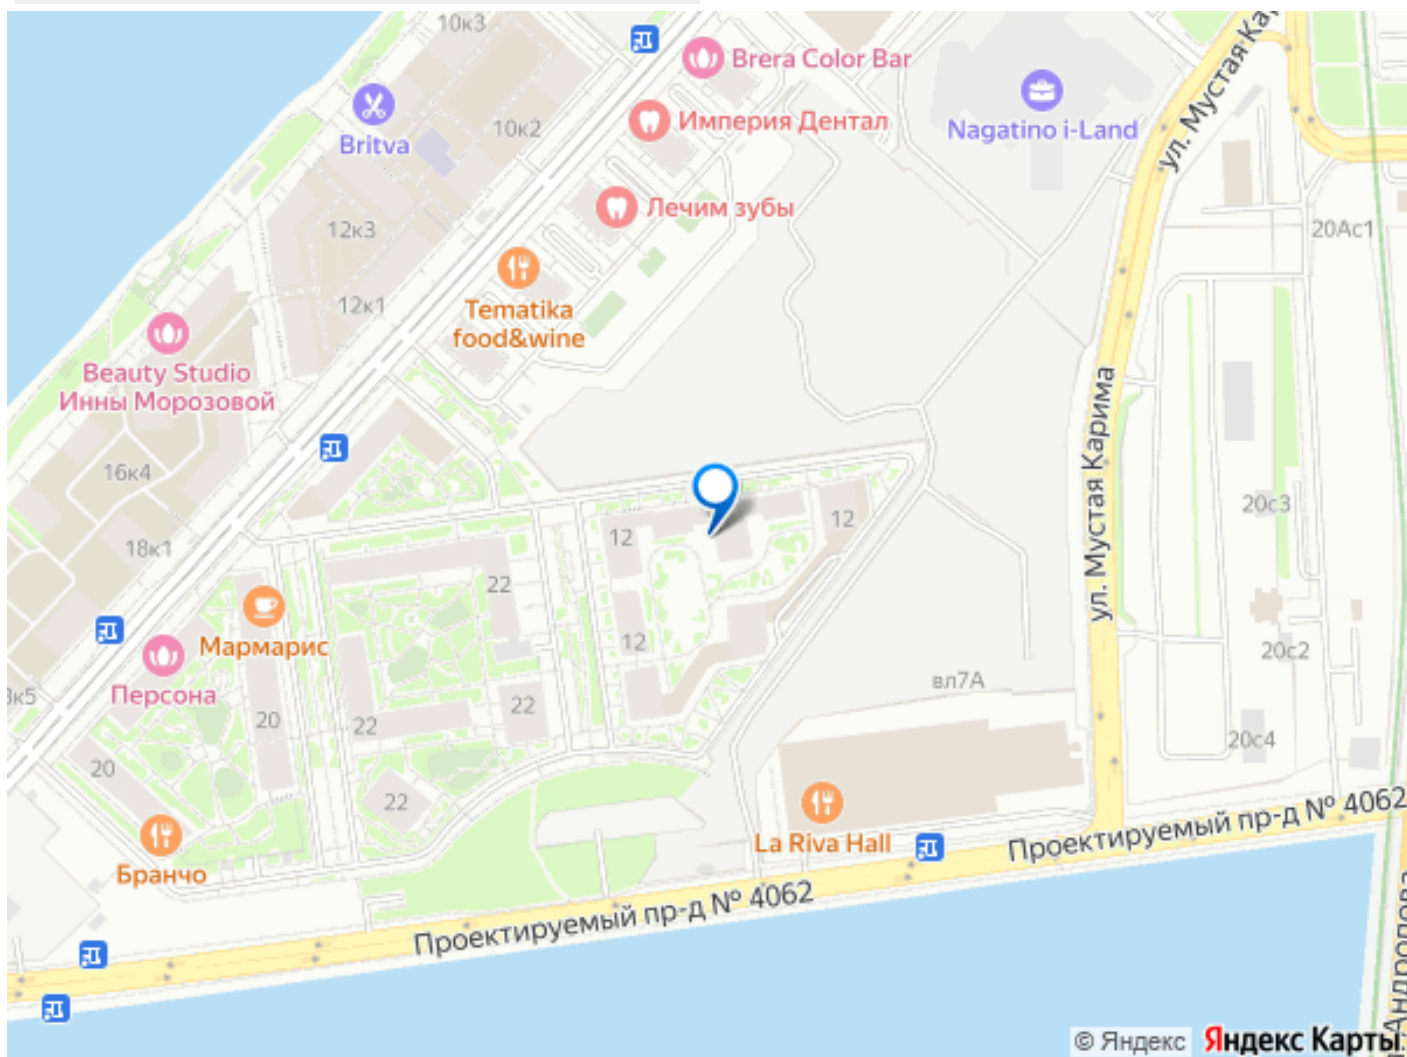 10к3
Brera Color Bar
Britva
10к2
Империя Дентал
Nagatino i-Land
ул. Мустая Кар
Лечим зубы
12к3
20Ас1
Tematika
food&wine
12к1
Beauty Studio
Инны Морозовой
ул. Мустая Карима
16к4
18к1
12
12
20с3
22
Мармарис
12
20с2
Персона
к5
20
22
22
вл7А
20
22
20с4
La Riva Hall
Проектируемый пр-д № 4062
Бранчо
Проектируемый пр-д № 4062
Андропова
© Яндекс Яндекс Карты